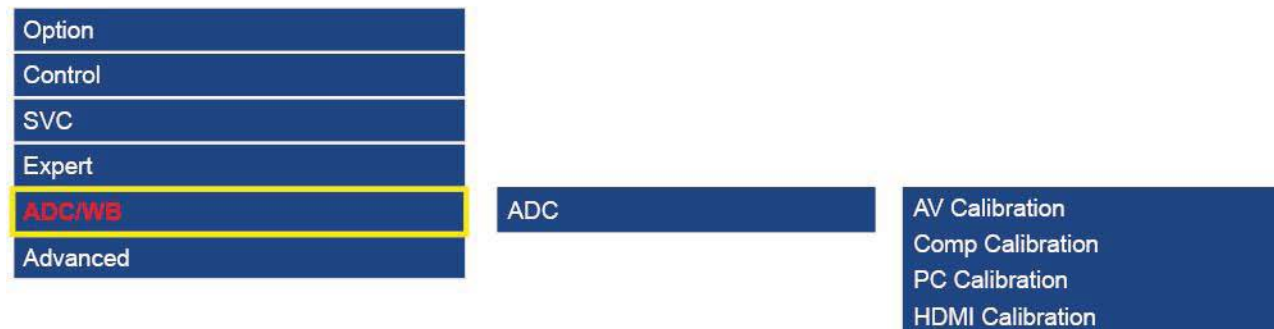 Option
Control
SVC
Expert
ADC/WB
Advanced
ADC
AV Calibration
Comp Calibration
PC Calibration
HDMI Calibration